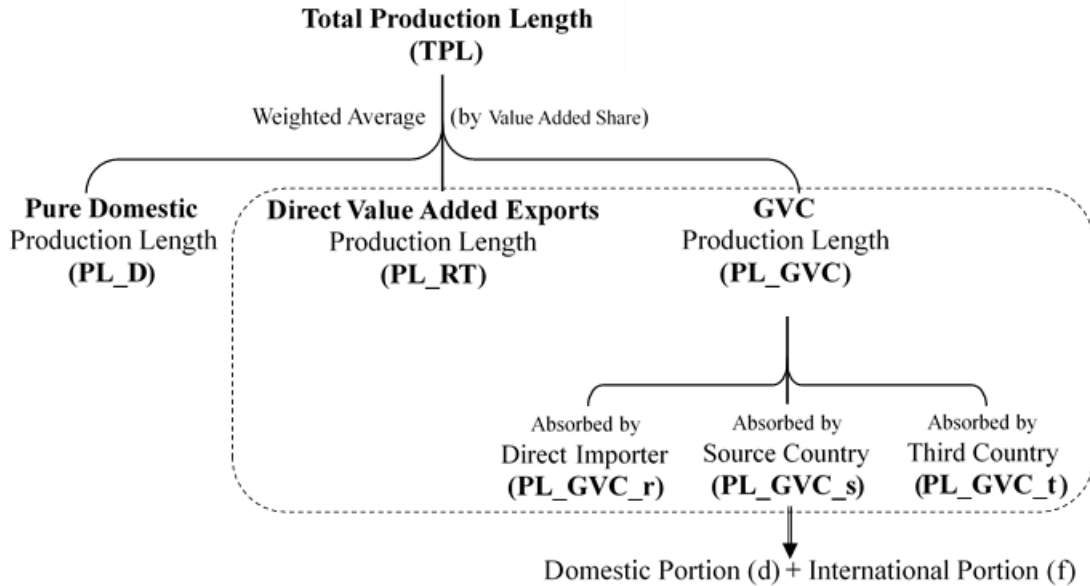 Total Production Length
(TPL)
Weighted Average (by Value Added Share)
Pure Domestic
Production Length
(PL_D)
Direct Value Added Exports
Production Length
(PL_RT)
GVC
Production Length
(PL_GVC)
Absorbed by
Direct Importer
(PL_GVC_r)
Absorbed by
Source Country
(PL_GVC_s)
Absorbed by
Third Country
(PL_GVC_t)
Domestic Portion (d) + International Portion (f)